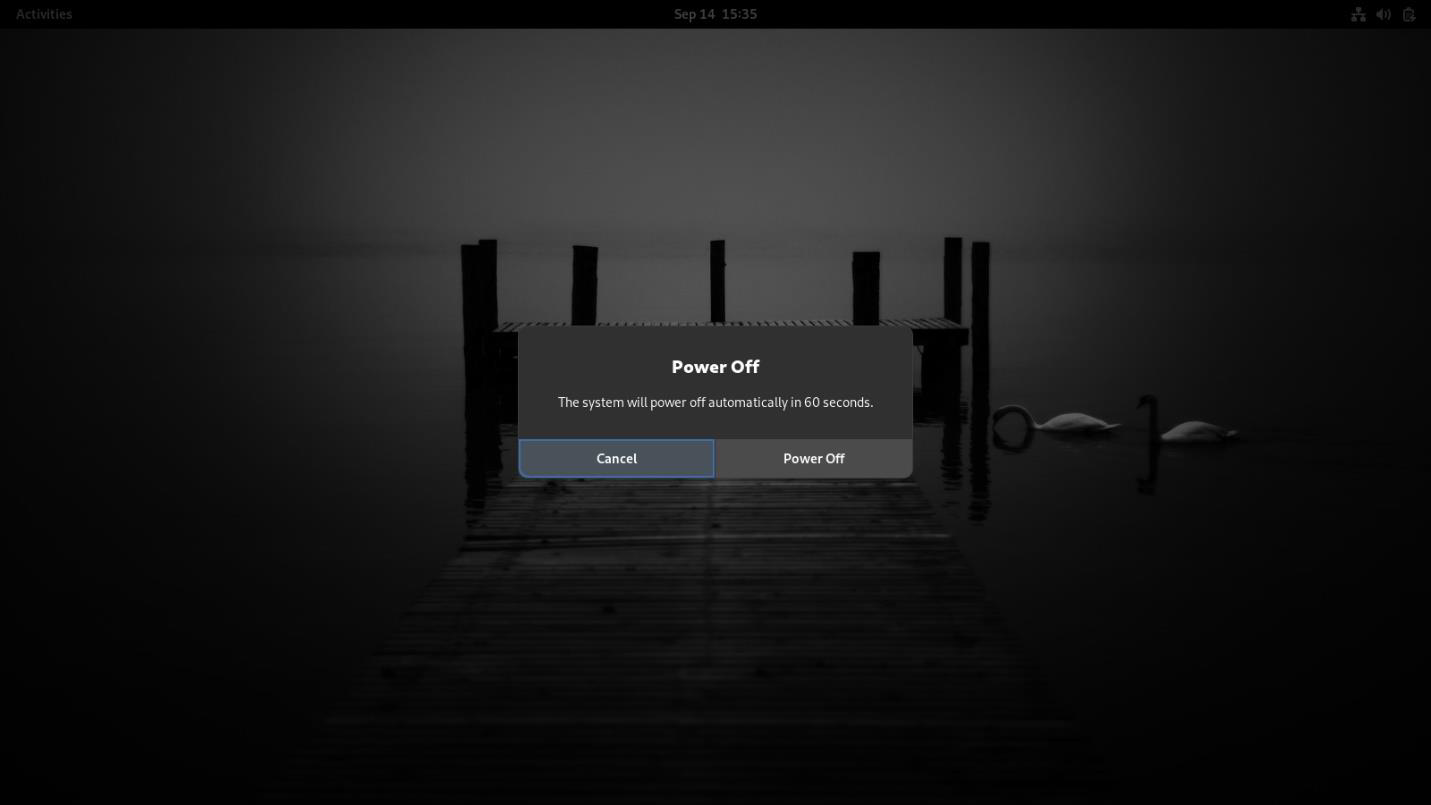 Activities
Sep 14 15:35
Power Off
The system will power off automatically in 60 seconds.
Cancel
Power Off